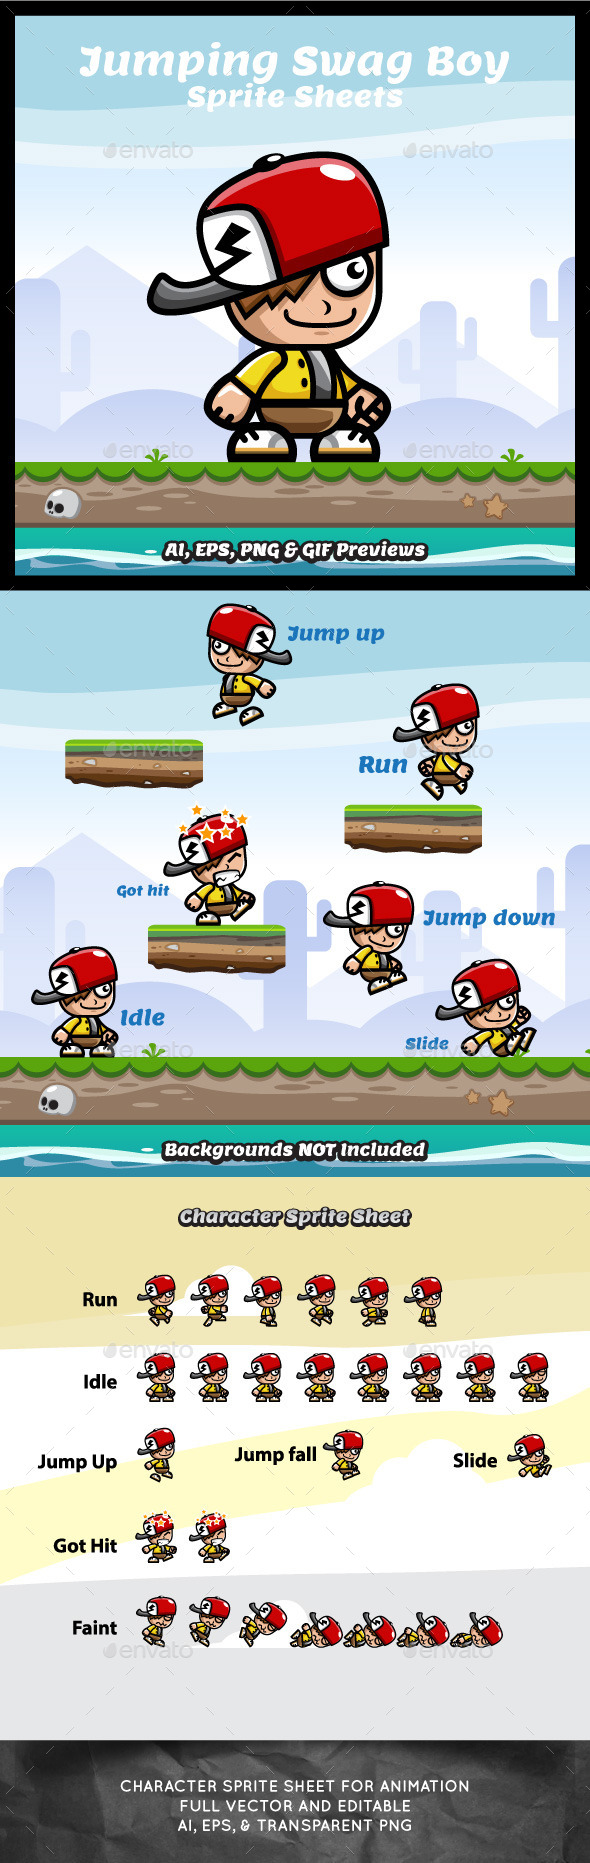 Jumping Swag Boy
Sprite Sheets
envato envato
envato envato
AI, EPS, PNG & GIF Previews
Jump up
envato envato
Run
Got hit
Jump down
Idle
Slide
envato envato
Backgrounds NOT Included
Character Sprite Sheet
Run
envato envato
Idle
Jump Up
Jump fall
Slide
Got Hit
Faint
envato envato
CHARACTER SPRITE SHEET FOR ANIMATION
FULL VECTOR AND EDITABLE
AI, EPS, & TRANSPARENT PNG